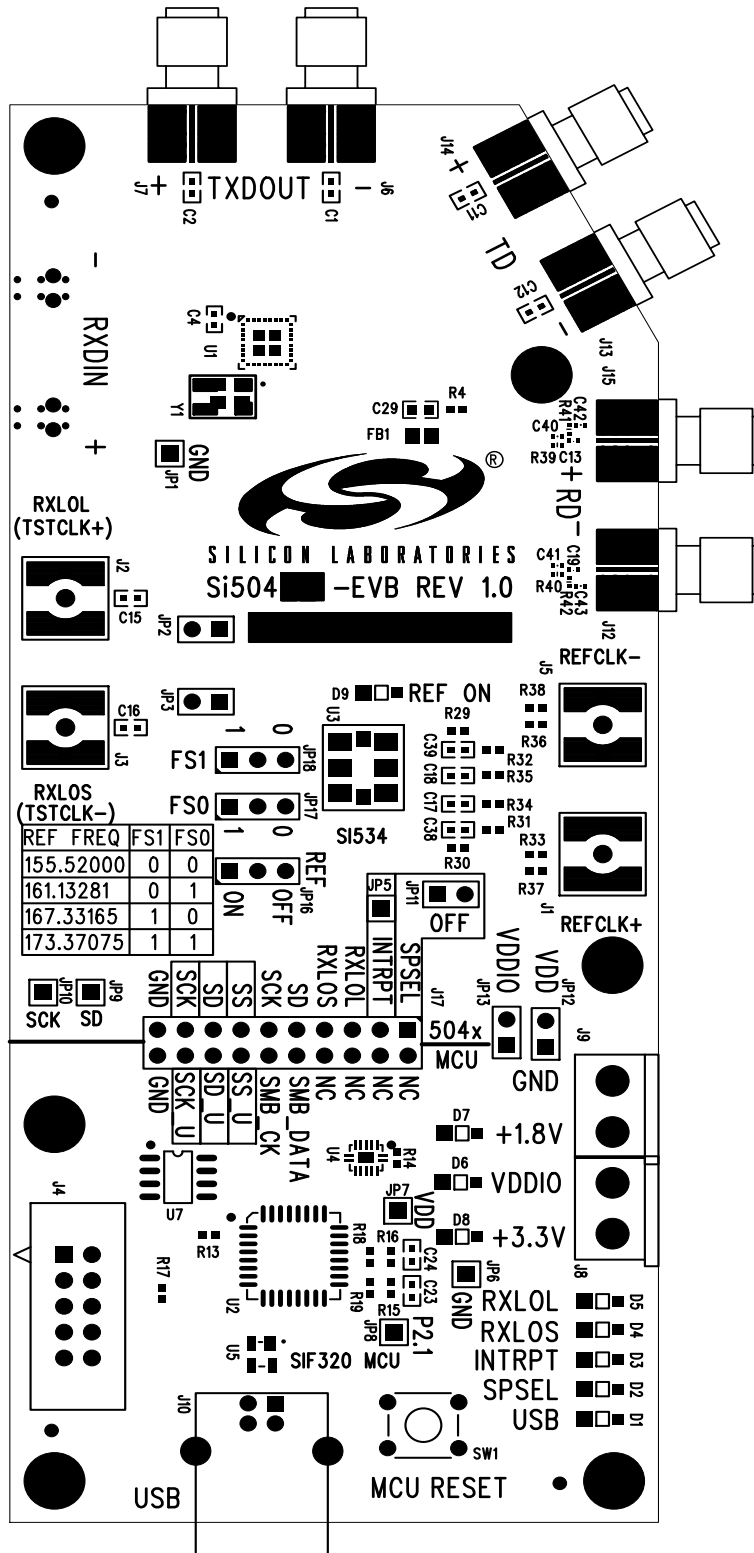 J7 + C2 TXDOUT C1 - J6
J14 + C11
TD
C12 -
J13 J15
-
RXDIN
+
C4
U1
Y1
C29 R4
FB1
JP1 GND
C42 R41 C40
R39 C13
+ RD -
®
RXLOL
(TSTCLK+)
J2
C15
JP2
SILICON LABORATORIES
Si504 -EVB REV 1.0
C41 C19
R40 R42 C43
J12
REFCLK-
J5
C16
J3
JP3
D9 REF ON
U3
R38
R36
R29
C39 R32
C18 R35
C17 R34
C38 R31
R30
1 0
FS1 JP18
FS0 JP17
1 0
SI534
RXLOS
(TSTCLK-)
REF FREQ FS1 FS0
155.52000 0 0
161.13281 0 1
167.33165 1 0
173.37075 1 1
REF
ON OFF JP16
R33
R37
J1
REFCLK+
JP5 JP11
OFF
JP10 JP9
SCK SD
GND SCK SD SS SCK SD RXLOS RXLOL INTRPT SPSEL
J17
504x
MCU
GND SCK_U SD_U SS_U SMB_CK SMB_DATA NC NC NC NC
VDDIO VDD
JP13 JP12
J9
GND
D7
+1.8V
D6
VDDIO
D8
+3.3V
J8
U7
U4 R14
JP7 VDD
J4
R13
R17
U2
R18 R16
R19 R15
C24
C23
JP6
GND
JP8 P2.1
U5
SIF320 MCU
RXLOL D5
RXLOS D4
INTRPT D3
SPSEL D2
USB D1
J10
USB
SW1
MCU RESET